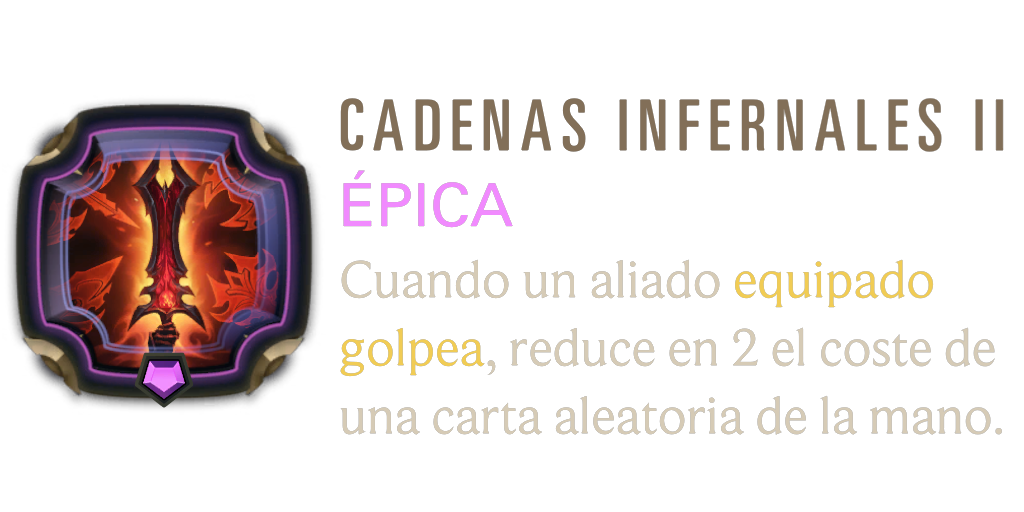 CADENAS INFERNALES II
ÉPICA
Cuando un aliado equipado
golpea, reduce en 2 el coste de
una carta aleatoria de la mano.